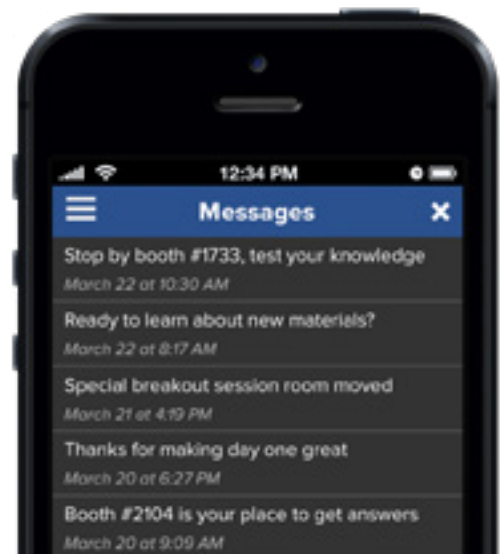 12:34 PM
Messages
Stop by booth #1733, test your knowledge
March 22 at 10:30 AM
Ready to learn about new materials?
March 22 at 8:17 AM
Special breakout session room moved
March 21 at 4:19 PM
Thanks for making day one great
March 20 at 6:27 PM
Booth #2104 is your place to get answers
March 20 at 9:09 AM